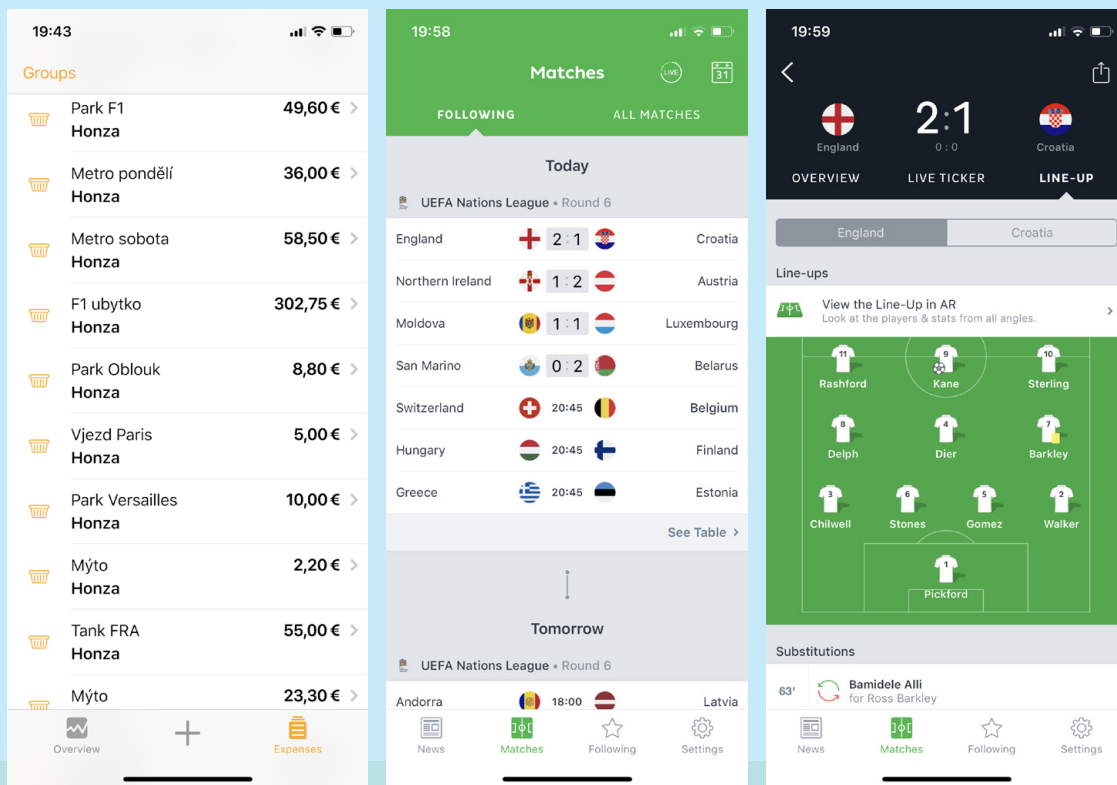 19:43
Groups
Park F1 49,60 €
Honza
Metro pondělí 36,00 €
Honza
Metro sobota 58,50 €
Honza
F1 ubytko 302,75 €
Honza
Park Oblouk 8,80 €
Honza
Vjezd Paris 5,00 €
Honza
Park Versailles 10,00 €
Honza
Mýto 2,20 €
Honza
Tank FRA 55,00 €
Honza
Mýto 23,30 €
Overview Expenses
19:58
Matches LIVE 31
FOLLOWING ALL MATCHES
Today
UEFA Nations League • Round 6
England 2:1 Croatia
Northern Ireland 1:2 Austria
Moldova 1:1 Luxembourg
San Marino 0:2 Belarus
Switzerland 20:45 Belgium
Hungary 20:45 Finland
Greece 20:45 Estonia
See Table
Tomorrow
UEFA Nations League • Round 6
Andorra 18:00 Latvia
News Matches Following Settings
19:59
2:1
England 0:0 Croatia
OVERVIEW LIVE TICKER LINE-UP
England Croatia
Line-ups
View the Line-Up in AR
Look at the players & stats from all angles.
11 9 10
Rashford Kane Sterling
8 4 7
Delph Dier Barkley
3 6 5 2
Chilwell Stones Gomez Walker
1
Pickford
Substitutions
63' Bamidele Alli
for Ross Barkley
News Matches Following Settings